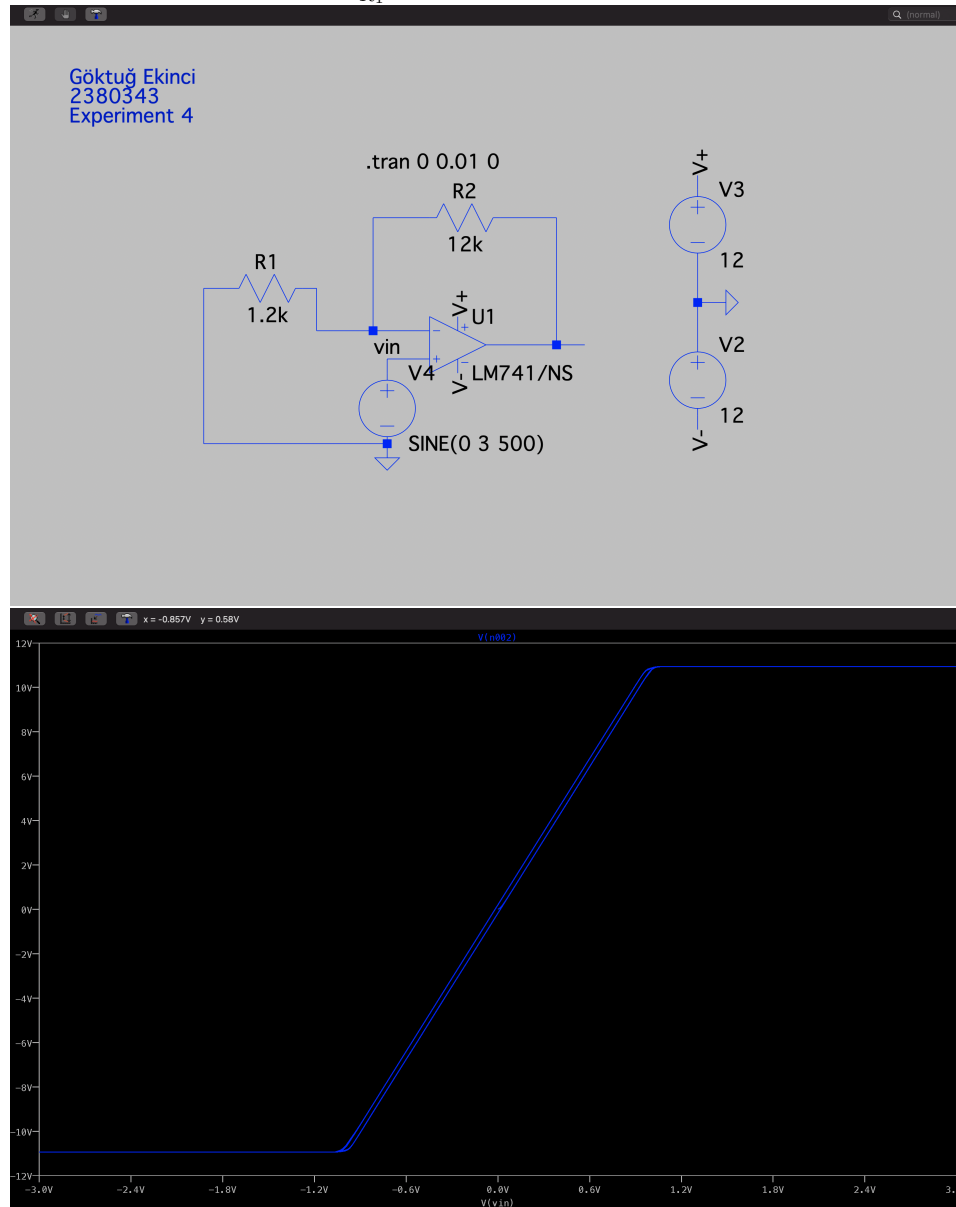 (normal)
Göktuğ Ekinci
2380343
Experiment 4
.tran 0 0.01 0
R2
12k
R1
1.2k
V+
U1
vin
V4
V-
LM741/NS
SINE(0 3 500)
V+
V3
12
V2
12
V-
x = -0.857V y = 0.58V
V(n002)
12V
10V
8V
6V
4V
2V
0V
-2V
-4V
-6V
-8V
-10V
-12V
-3.0V -2.4V -1.8V -1.2V -0.6V 0.0V 0.6V 1.2V 1.8V 2.4V 3.
V(vin)